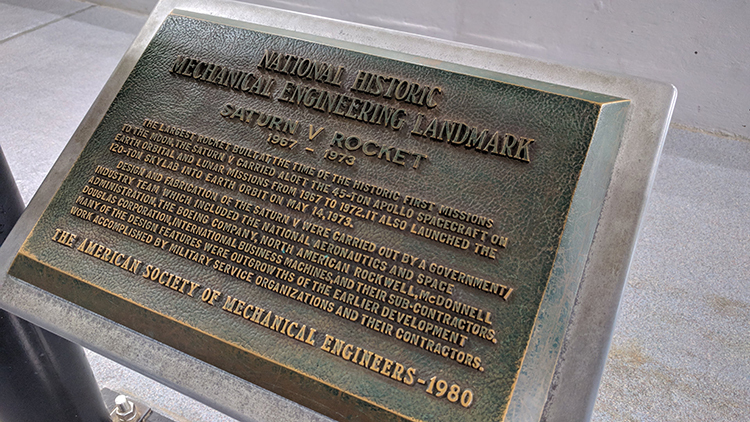 NATIONAL HISTORIC
MECHANICAL ENGINEERING LANDMARK
SATURN V ROCKET
1967 - 1973
THE LARGEST ROCKET BUILT AT THE TIME OF THE HISTORIC FIRST MISSIONS
TO THE MOON, THE SATURN V CARRIED ALOFT THE 45-TON APOLLO SPACECRAFT ON
EARTH ORBITAL AND LUNAR MISSIONS FROM 1967 TO 1972. IT ALSO LAUNCHED THE
120-TON SKYLAB INTO EARTH ORBIT ON MAY 14, 1973.
DESIGN AND FABRICATION OF THE SATURN V WERE CARRIED OUT BY A GOVERNMENT/
INDUSTRY TEAM WHICH INCLUDED THE NATIONAL AERONAUTICS AND SPACE
ADMINISTRATION, THE BOEING COMPANY, NORTH AMERICAN ROCKWELL, McDONNELL
DOUGLAS CORPORATION, INTERNATIONAL BUSINESS MACHINES, AND THEIR SUB-CONTRACTORS.
MANY OF THE DESIGN FEATURES WERE OUTGROWTHS OF THE EARLIER DEVELOPMENT
WORK ACCOMPLISHED BY MILITARY SERVICE ORGANIZATIONS AND THEIR CONTRACTORS.
THE AMERICAN SOCIETY OF MECHANICAL ENGINEERS-1980